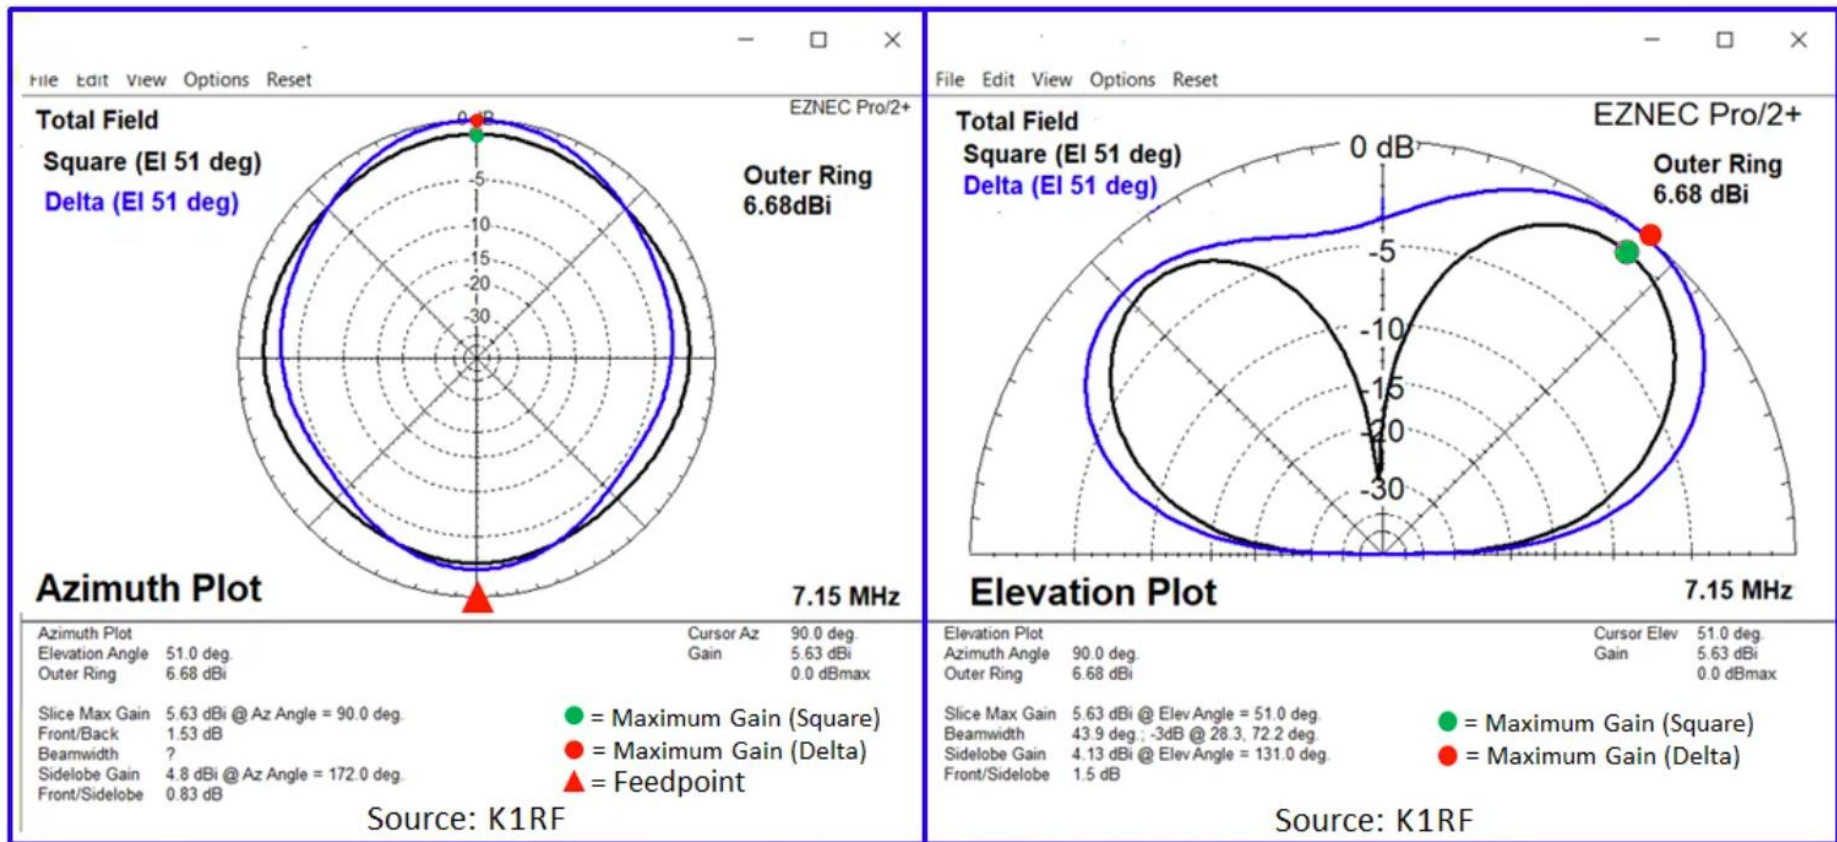 File Edit View Options Reset
EZNEC Pro/2+
Total Field
Square (El 51 deg)
Delta (El 51 deg)
Outer Ring
6.68dBi
0 dB
-5
-10
-15
-20
-30
Azimuth Plot
7.15 MHz
Azimuth Plot
Elevation Angle 51.0 deg.
Outer Ring 6.68 dBi
Cursor Az 90.0 deg.
Gain 5.63 dBi
0.0 dBmax
Slice Max Gain 5.63 dBi @ Az Angle = 90.0 deg.
Front/Back 1.53 dB
Beamwidth ?
Sidelobe Gain 4.8 dBi @ Az Angle = 172.0 deg.
Front/Sidelobe 0.83 dB
= Maximum Gain (Square)
= Maximum Gain (Delta)
= Feedpoint
Source: K1RF
File Edit View Options Reset
EZNEC Pro/2+
Total Field
Square (El 51 deg)
Delta (El 51 deg)
0 dB
Outer Ring
6.68 dBi
-5
-10
-15
-20
-30
Elevation Plot
7.15 MHz
Elevation Plot
Azimuth Angle 90.0 deg.
Outer Ring 6.68 dBi
Cursor Elev 51.0 deg.
Gain 5.63 dBi
0.0 dBmax
Slice Max Gain 5.63 dBi @ Elev Angle = 51.0 deg.
Beamwidth 43.9 deg.; -3dB @ 28.3, 72.2 deg.
Sidelobe Gain 4.13 dBi @ Elev Angle = 131.0 deg.
Front/Sidelobe 1.5 dB
= Maximum Gain (Square)
= Maximum Gain (Delta)
Source: K1RF